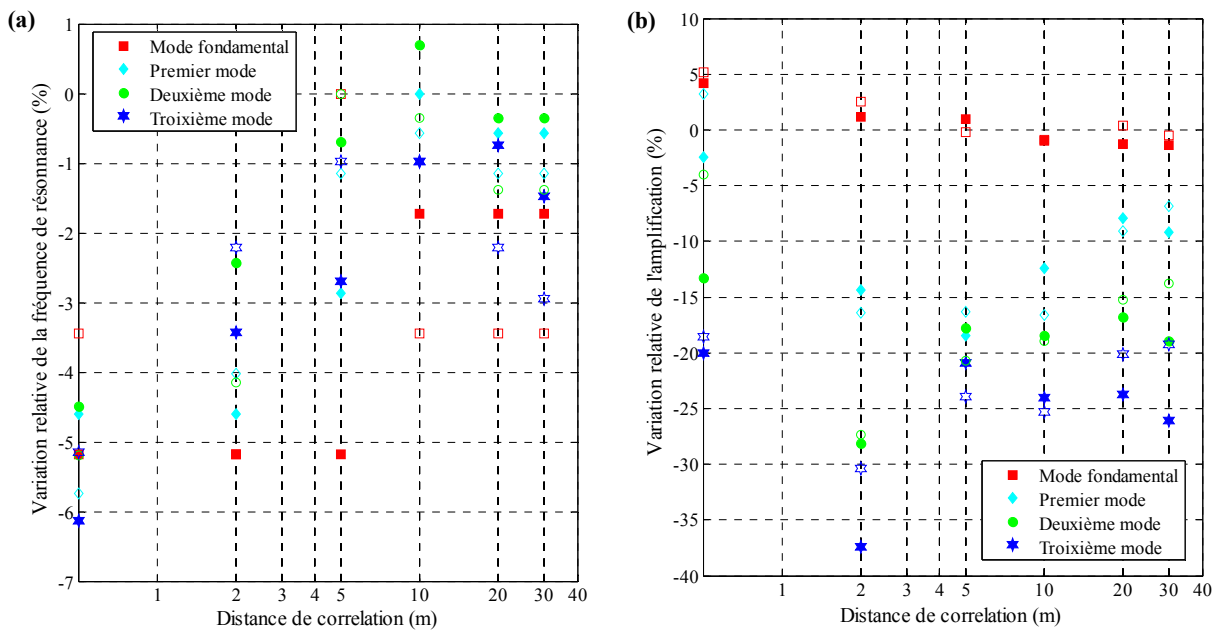 (a)
Variation relative de la fréquence de résonance (%)
1
0
-1
-2
-3
-4
-5
-6
-7
Mode fondamental
Premier mode
Deuxième mode
Troixième mode
1 2 3 4 5 10 20 30 40
Distance de correlation (m)
(b)
Variation relative de l'amplification (%)
10
5
0
-5
-10
-15
-20
-25
-30
-35
-40
Mode fondamental
Premier mode
Deuxième mode
Troixième mode
1 2 3 4 5 10 20 30 40
Distance de correlation (m)